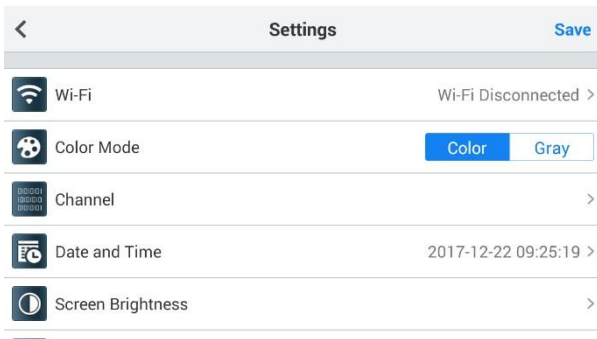 Settings
Save
Wi-Fi
Wi-Fi Disconnected
Color Mode
Color
Gray
Channel
Date and Time
2017-12-22 09:25:19
Screen Brightness